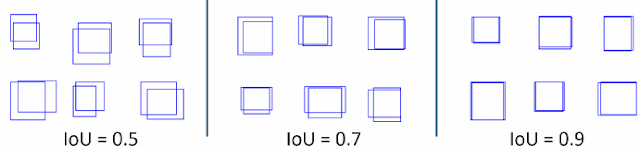 IoU = 0.5
IoU = 0.7
IoU = 0.9